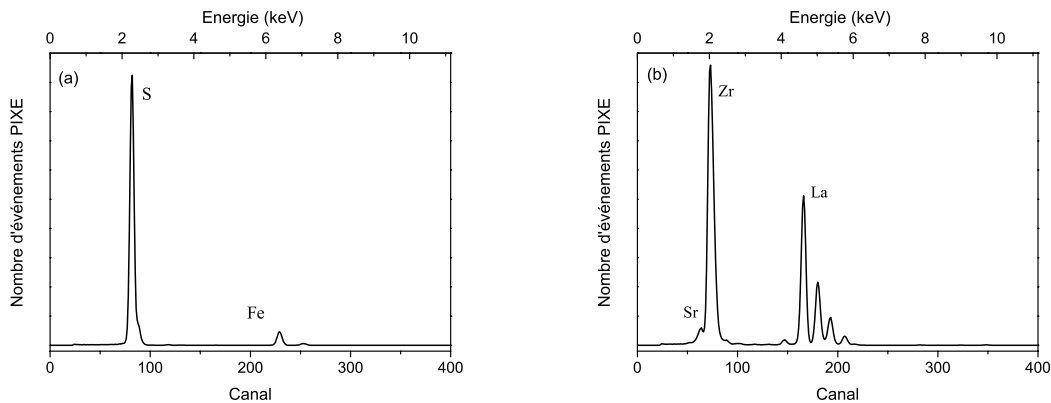 Energie (keV)
0 2 4 6 8 10
(a)
S
Fe
Nombre d'événements PIXE
0 100 200 300 400
Canal
Energie (keV)
0 2 4 6 8 10
(b)
Zr
La
Sr
Nombre d'événements PIXE
0 100 200 300 400
Canal